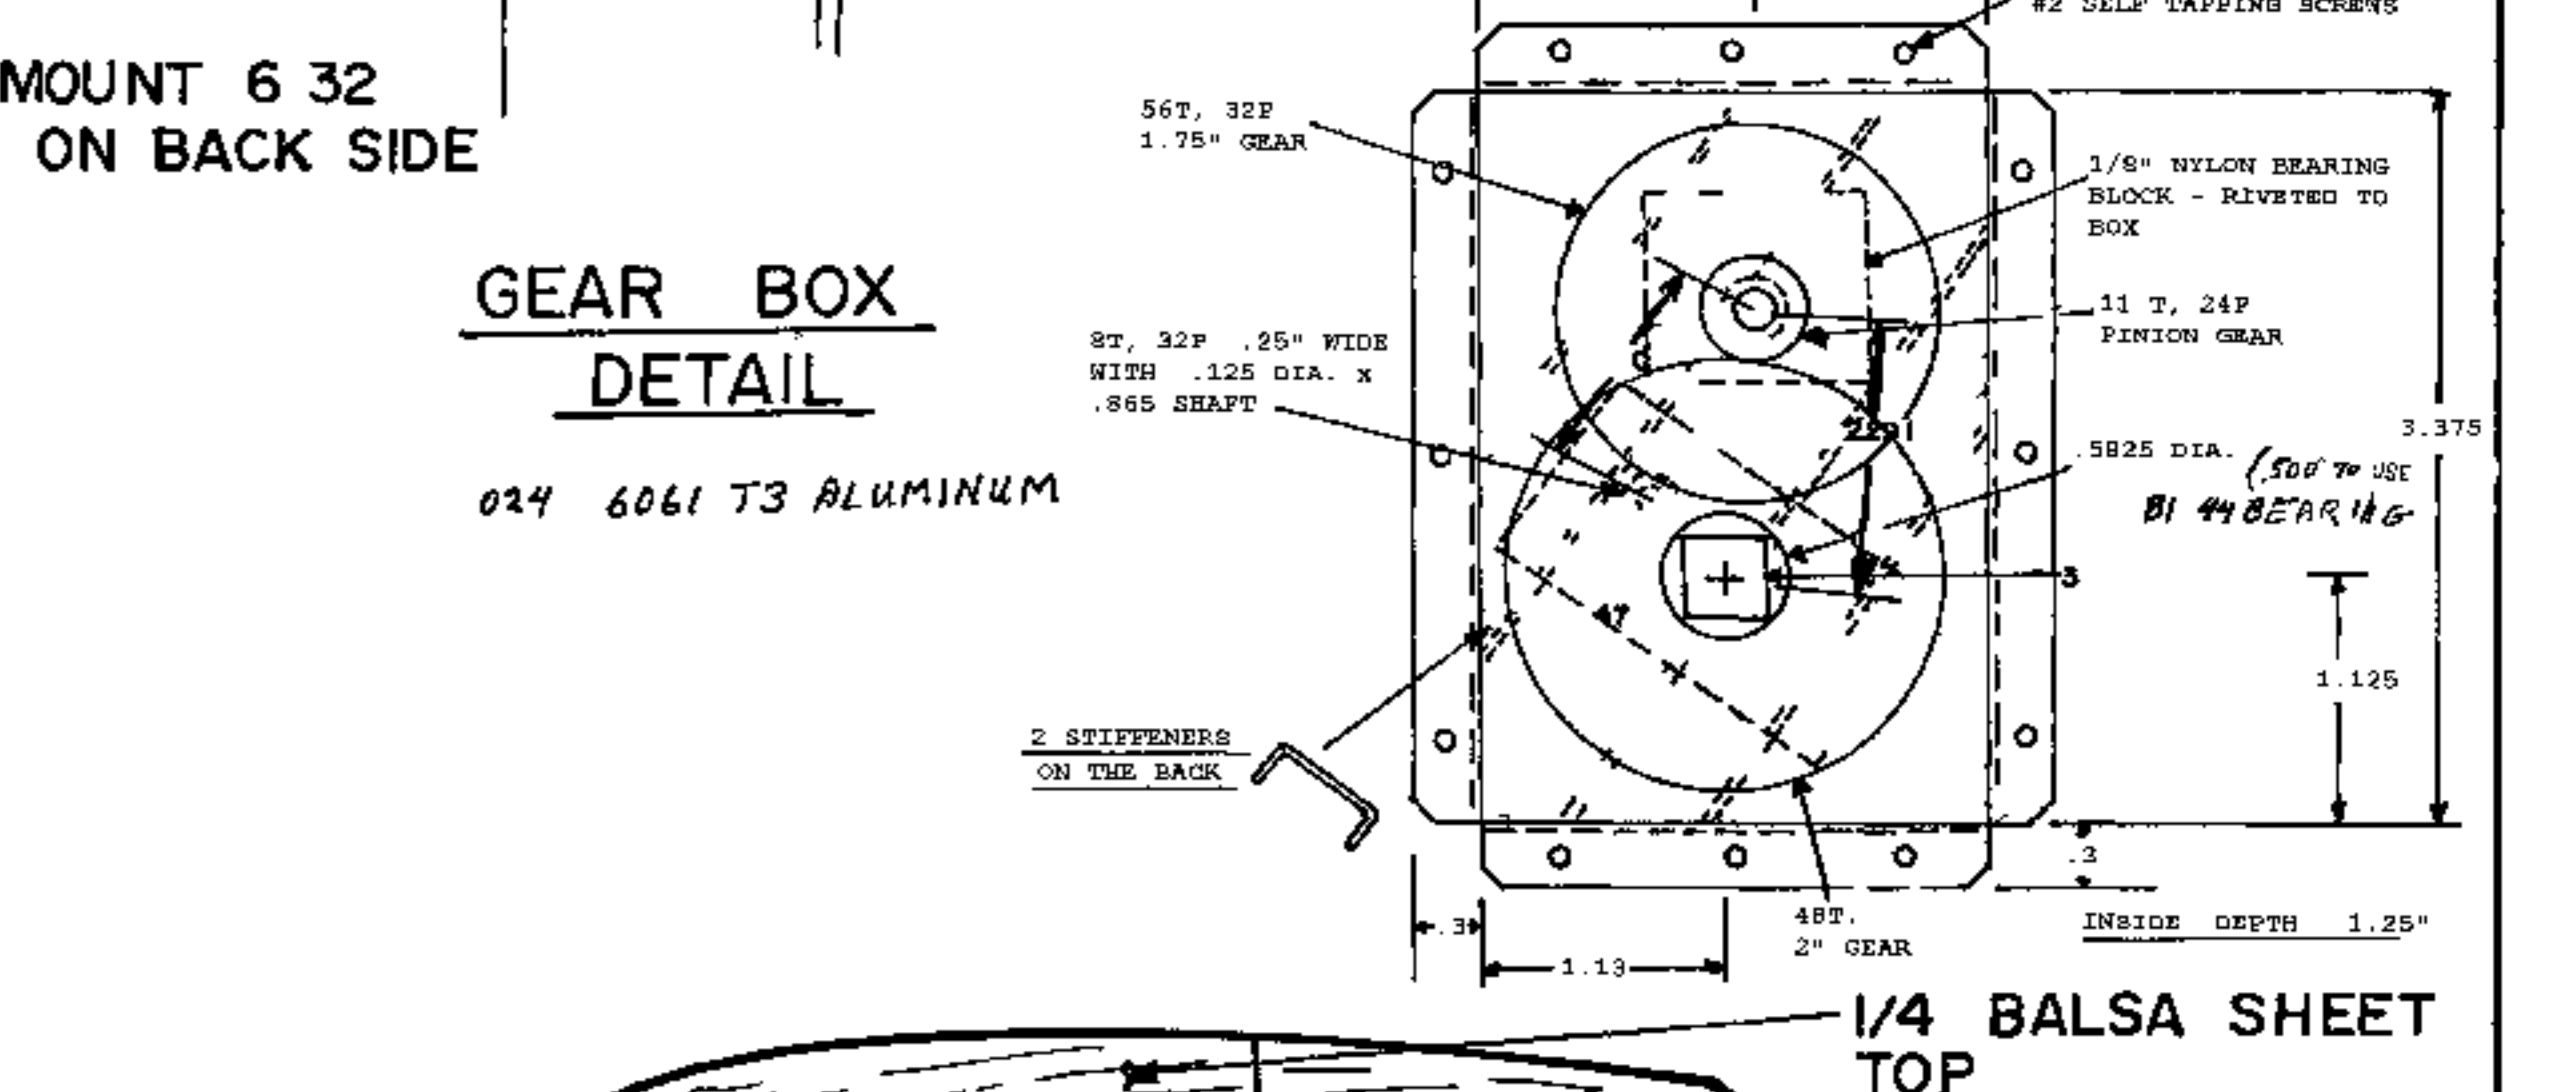 #2 SELF TAPPING SCREWS
MOUNT 6 32
ON BACK SIDE
56T, 32P
1.75" GEAR
1/8" NYLON BEARING
BLOCK - RIVETED TO
BOX
GEAR BOX
DETAIL
11 T, 24P
PINION GEAR
8T, 32P .25" WIDE
WITH .125 DIA. X
.865 SHAFT
3.375
.5825 DIA. (.500 TO USE
B1 44 BEARING
024 6061 T3 ALUMINUM
1.125
2 STIFFENERS
ON THE BACK
.3
.3
1.13
48T.
2" GEAR
INSIDE DEPTH 1.25"
1/4 BALSA SHEET
TOP